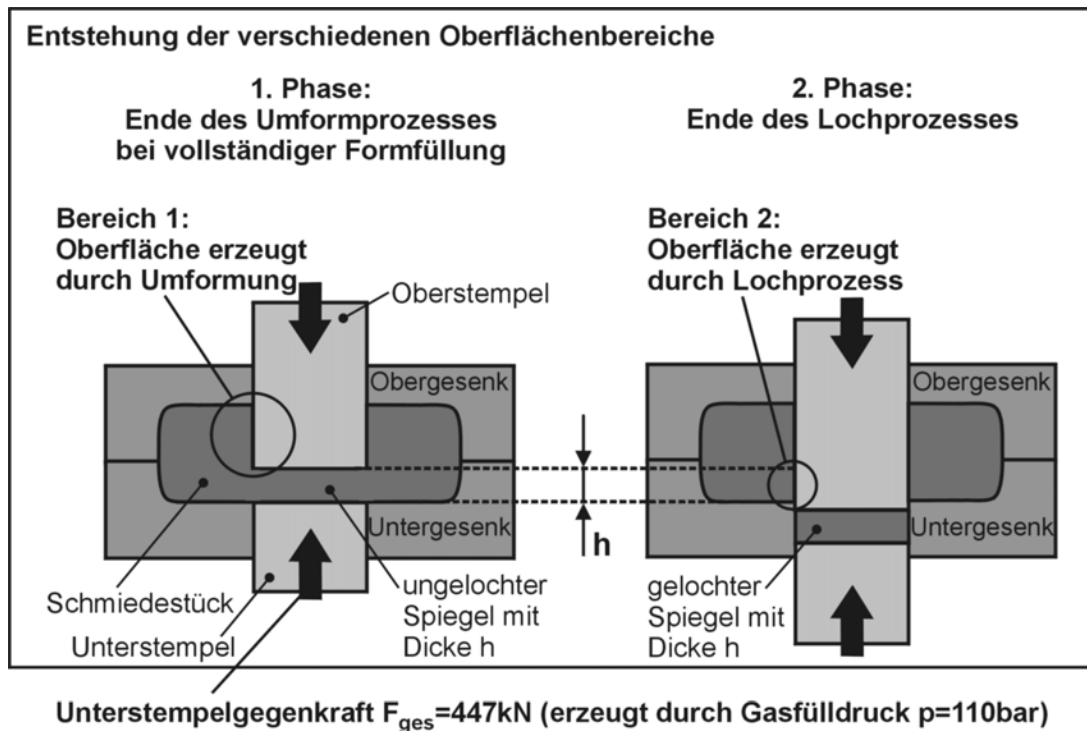 Entstehung der verschiedenen Oberflächenbereiche
1. Phase:
Ende des Umformprozesses
bei vollständiger Formfüllung
2. Phase:
Ende des Lochprozesses
Bereich 1:
Oberfläche erzeugt
durch Umformung
Oberstempel
Bereich 2:
Oberfläche erzeugt
durch Lochprozess
Obergesenk
Obergesenk
Untergesenk
h
Untergesenk
Schmiedestück
Unterstempel
ungelochter
Spiegel mit
Dicke h
gelochter
Spiegel mit
Dicke h
Unterstempelgegenkraft Fges=447kN (erzeugt durch Gasfülldruck p=110bar)